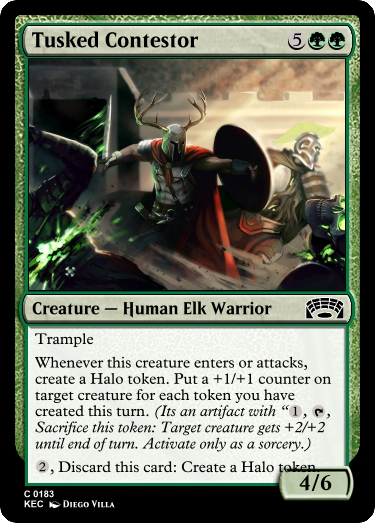 Tusked Contestor 5
Creature — Human Elk Warrior
Trample
Whenever this creature enters or attacks,
create a Halo token. Put a +1/+1 counter on
target creature for each token you have
created this turn. (Its an artifact with “1, ,
Sacrifice this token: Target creature gets +2/+2
until end of turn. Activate only as a sorcery.)
2, Discard this card: Create a Halo token.
4/6
C 0183
KEC Diego Villa